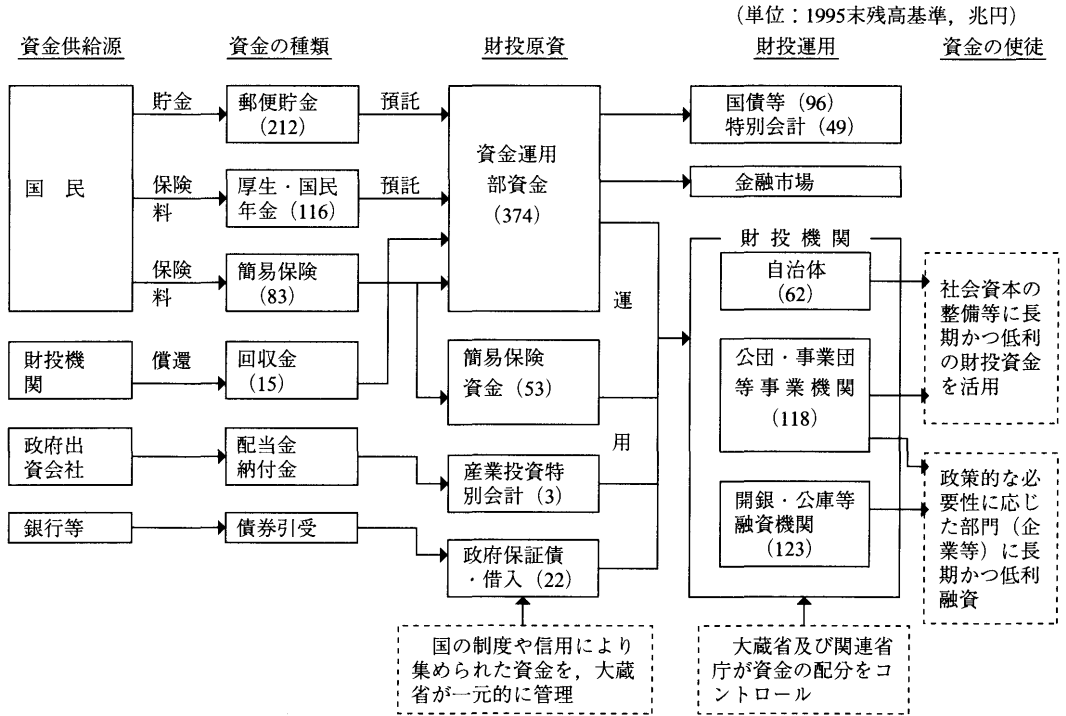 (単位:1995末残高基準,兆円)
資金供給源
資金の種類
財投原資
財投運用
資金の使徒
国 民
貯金
保険
料
保険
料
財投機
関
償還
政府出
資会社
銀行等
郵便貯金
(212)
厚生・国民
年金(116)
簡易保険
(83)
回収金
(15)
配当金
納付金
債券引受
預託
預託
資金運用
部資金
(374)
簡易保険
資金(53)
産業投資特
別会計(3)
政府保証債
・借入(22)
運
用
国債等(96)
特別会計(49)
金融市場
財投機関
自治体
(62)
公団・事業団
等事業機関
(118)
開銀・公庫等
融資機関
(123)
社会資本の
整備等に長
期かつ低利
の財投資金
を活用
政策的な必
要性に応じ
た部門(企
業等)に長
期かつ低利
融資
国の制度や信用により
集められた資金を,大蔵
省が一元的に管理
大蔵省及び関連省
庁が資金の配分をコ
ントロール